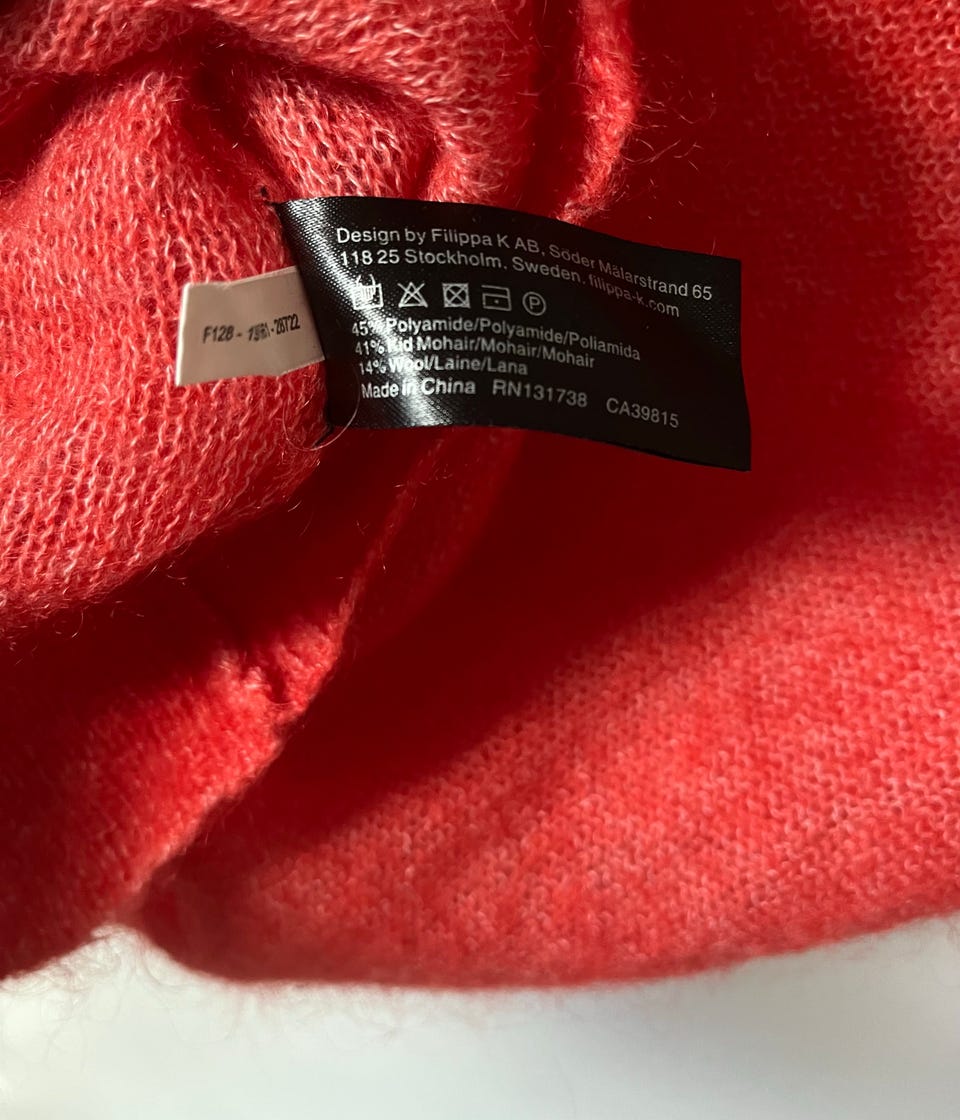 Design by Filippa K AB, Söder Mälarstrand 65
118 25 Stockholm, Sweden. filippa-k.com
P
45% Polyamide/Polyamide/Poliamida
41% Kid Mohair/Mohair/Mohair
14% Wool/Laine/Lana
Made in China RN131738 CA39815
F128 -